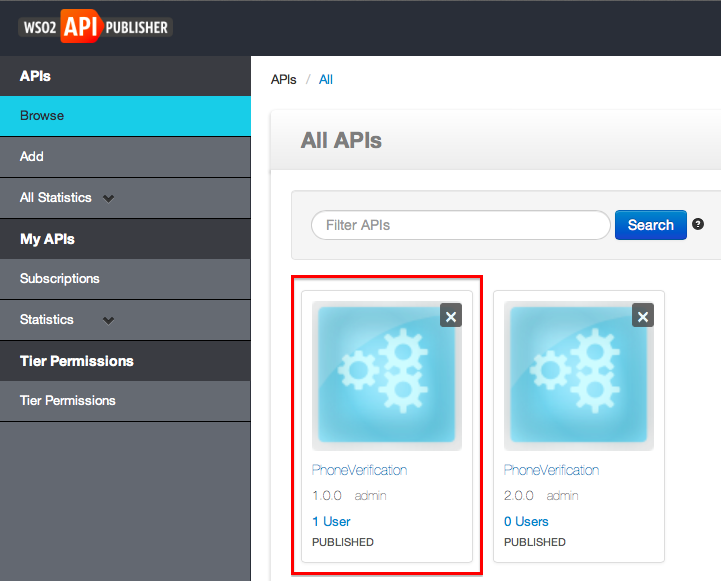 WSO2 API PUBLISHER
APIs
Browse
Add
All Statistics
My APIs
Subscriptions
Statistics
Tier Permissions
Tier Permissions
APIs / All
All APIs
Filter APIs
Search ?
PhoneVerification
1.0.0 admin
1 User
PUBLISHED
PhoneVerification
2.0.0 admin
0 Users
PUBLISHED